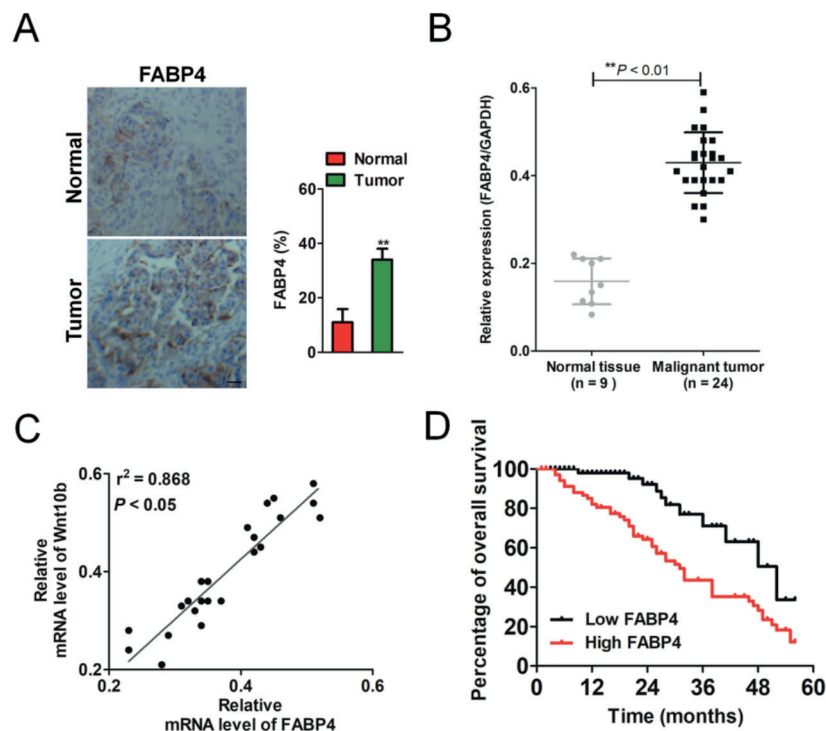 A
FABP4
Normal
Tumor
Normal
Tumor
FABP4 (%)
60
40
20
0
**
B
**P < 0.01
Relative expression (FABP4/GAPDH)
0.6
0.4
0.2
0.0
Normal tissue
(n = 9 )
Malignant tumor
(n = 24)
C
r² = 0.868
P < 0.05
Relative
mRNA level of Wnt10b
0.6
0.4
0.2
0.2 0.4 0.6
Relative
mRNA level of FABP4
D
Percentage of overall survival
100
80
60
40
20
0
Low FABP4
High FABP4
0 12 24 36 48 60
Time (months)